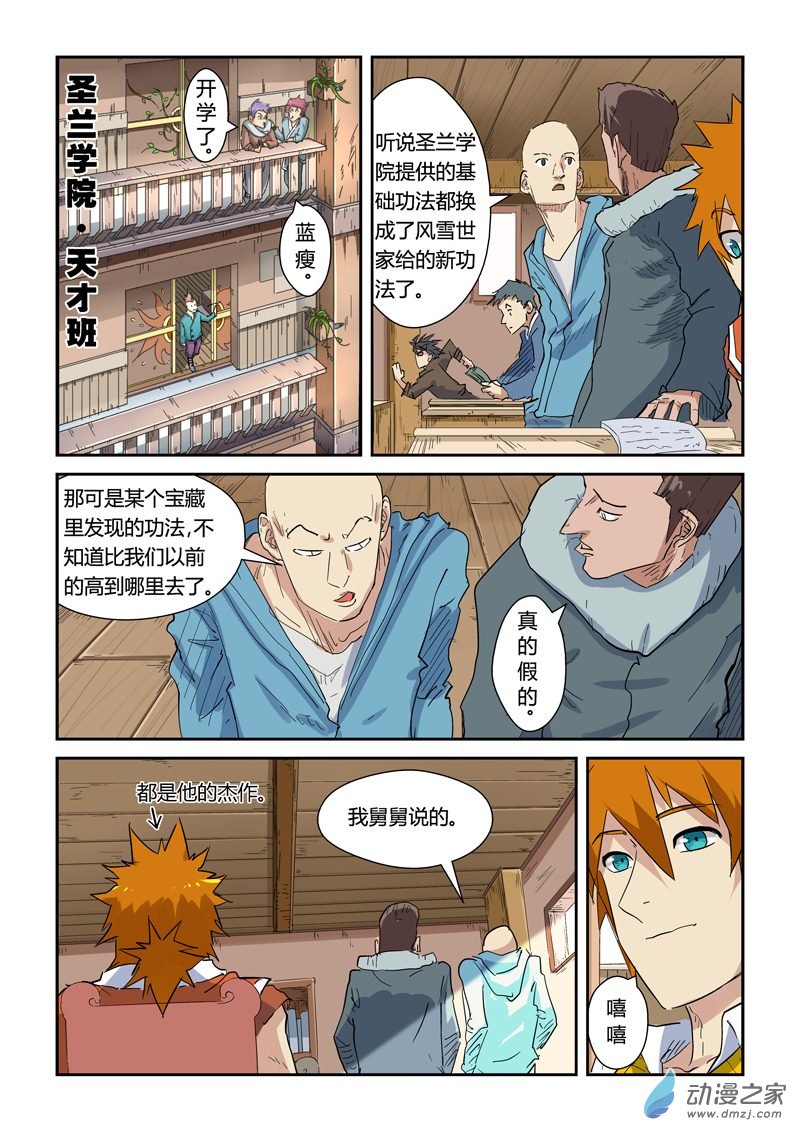 圣兰学院·天才班
开学了。
蓝瘦。
听说圣兰学
院提供的基
础功法都换
成了风雪世
家给的新功
法了。
那可是某个宝藏
里发现的功法,不
知道比我们以前
的高到哪里去了。
真的假的。
都是他的杰作。
我舅舅说的。
嘻嘻
动漫之家
www.dmzj.com